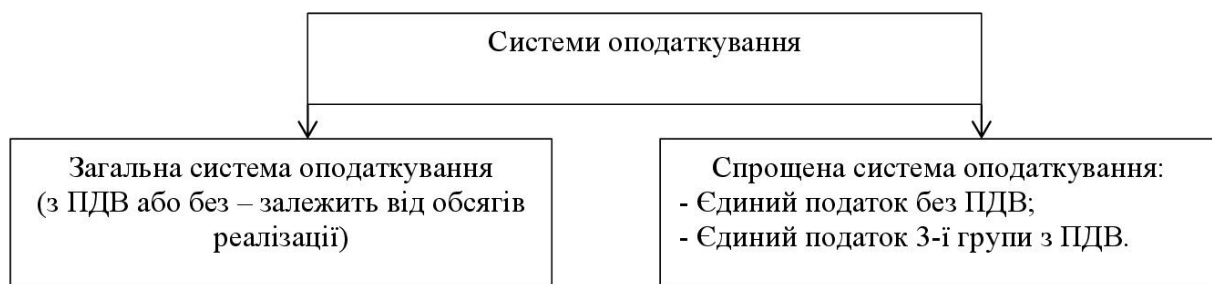 Системи оподаткування
Загальна система оподаткування
(з ПДВ або без – залежить від обсягів
реалізації)
Спрощена система оподаткування:
- Єдиний податок без ПДВ;
- Єдиний податок 3-ї групи з ПДВ.